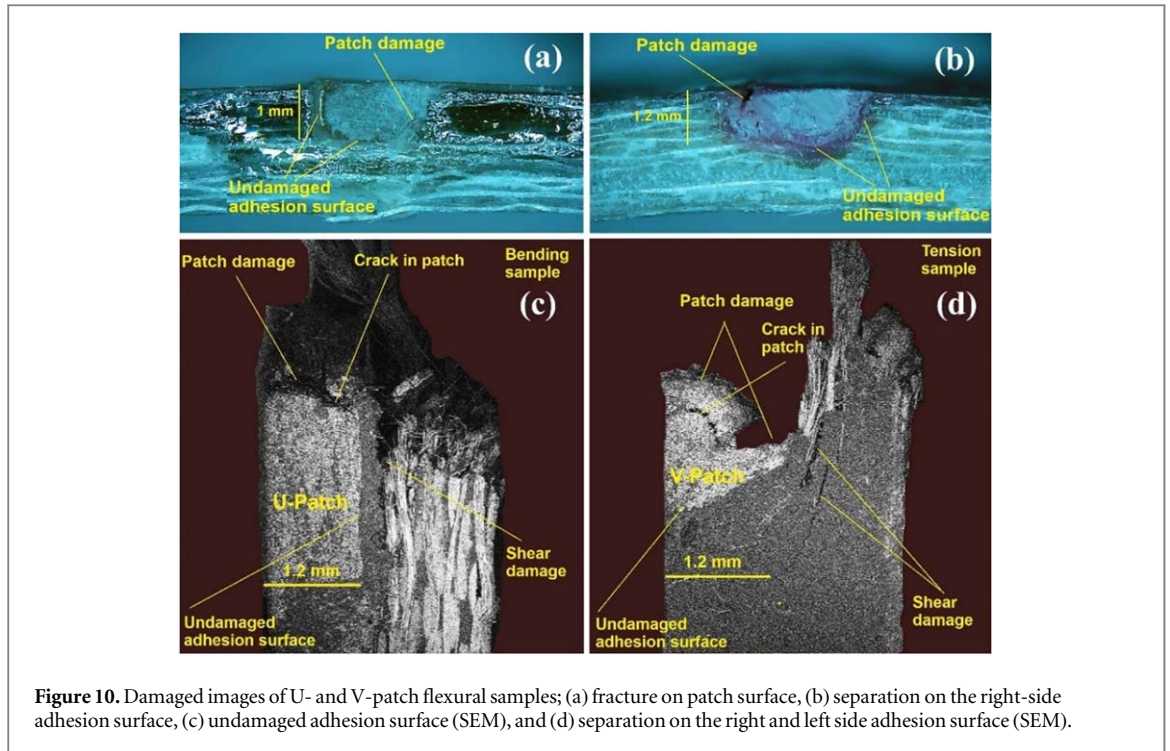 Patch damage
(a)
1 mm
Undamaged
adhesion surface
Patch damage
(b)
1.2 mm
Undamaged
adhesion surface
Patch damage
Crack in patch
Bending
sample
(c)
U-Patch
1.2 mm
Shear
damage
Undamaged
adhesion surface
Tension
sample
(d)
Patch damage
Crack in
patch
V-Patch
1.2 mm
Undamaged
adhesion surface
Shear
damage
Figure 10. Damaged images of U- and V-patch flexural samples; (a) fracture on patch surface, (b) separation on the right-side
adhesion surface, (c) undamaged adhesion surface (SEM), and (d) separation on the right and left side adhesion surface (SEM).